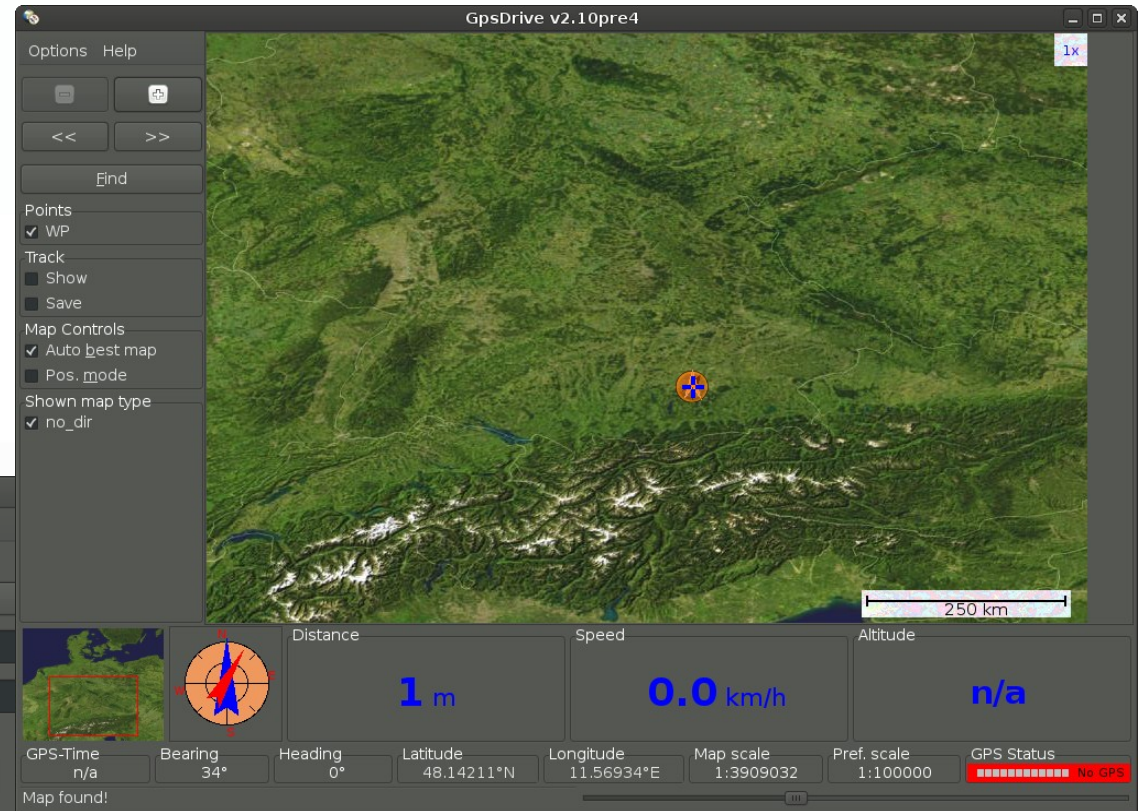 GpsDrive v2.10pre4
Options Help
1x
<< >>
Find
Points
WP
Track
Show
Save
Map Controls
Auto best map
Pos. mode
Shown map type
no_dir
250 km
N
E
S
W
Distance
1 m
Speed
0.0 km/h
Altitude
n/a
GPS-Time
n/a
Bearing
34°
Heading
0°
Latitude
48.14211°N
Longitude
11.56934°E
Map scale
1:3909032
Pref. scale
1:100000
GPS Status
No GPS
Map found!